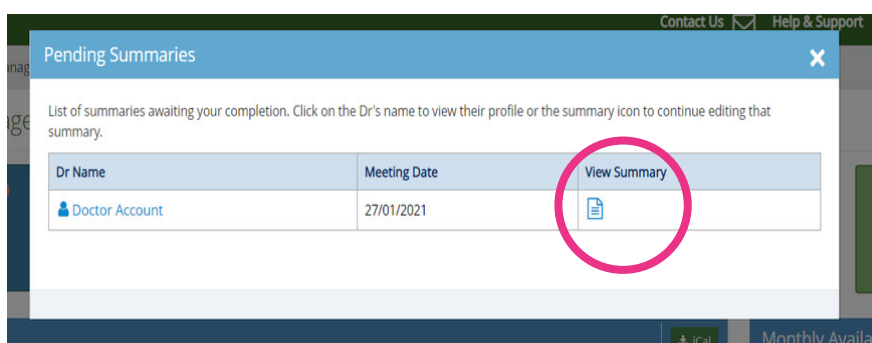 Contact Us Help & Support
Pending Summaries
anag
age
List of summaries awaiting your completion. Click on the Dr's name to view their profile or the summary icon to continue editing that
summary.
Dr Name Meeting Date View Summary
Doctor Account 27/01/2021
iCal Monthly Availa